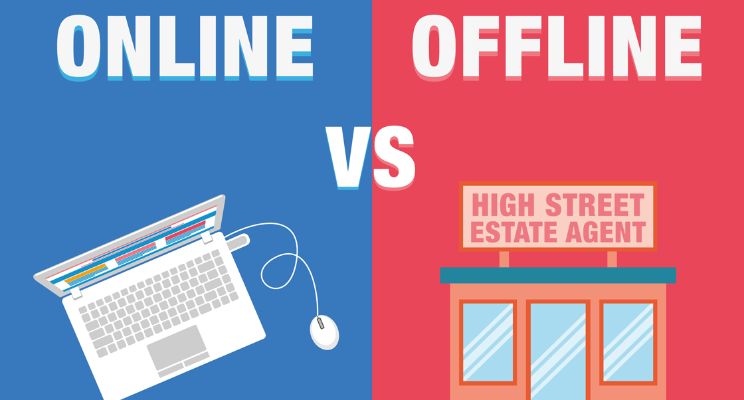 ONLINE
OFFLINE
VS
HIGH STREET
ESTATE AGENT